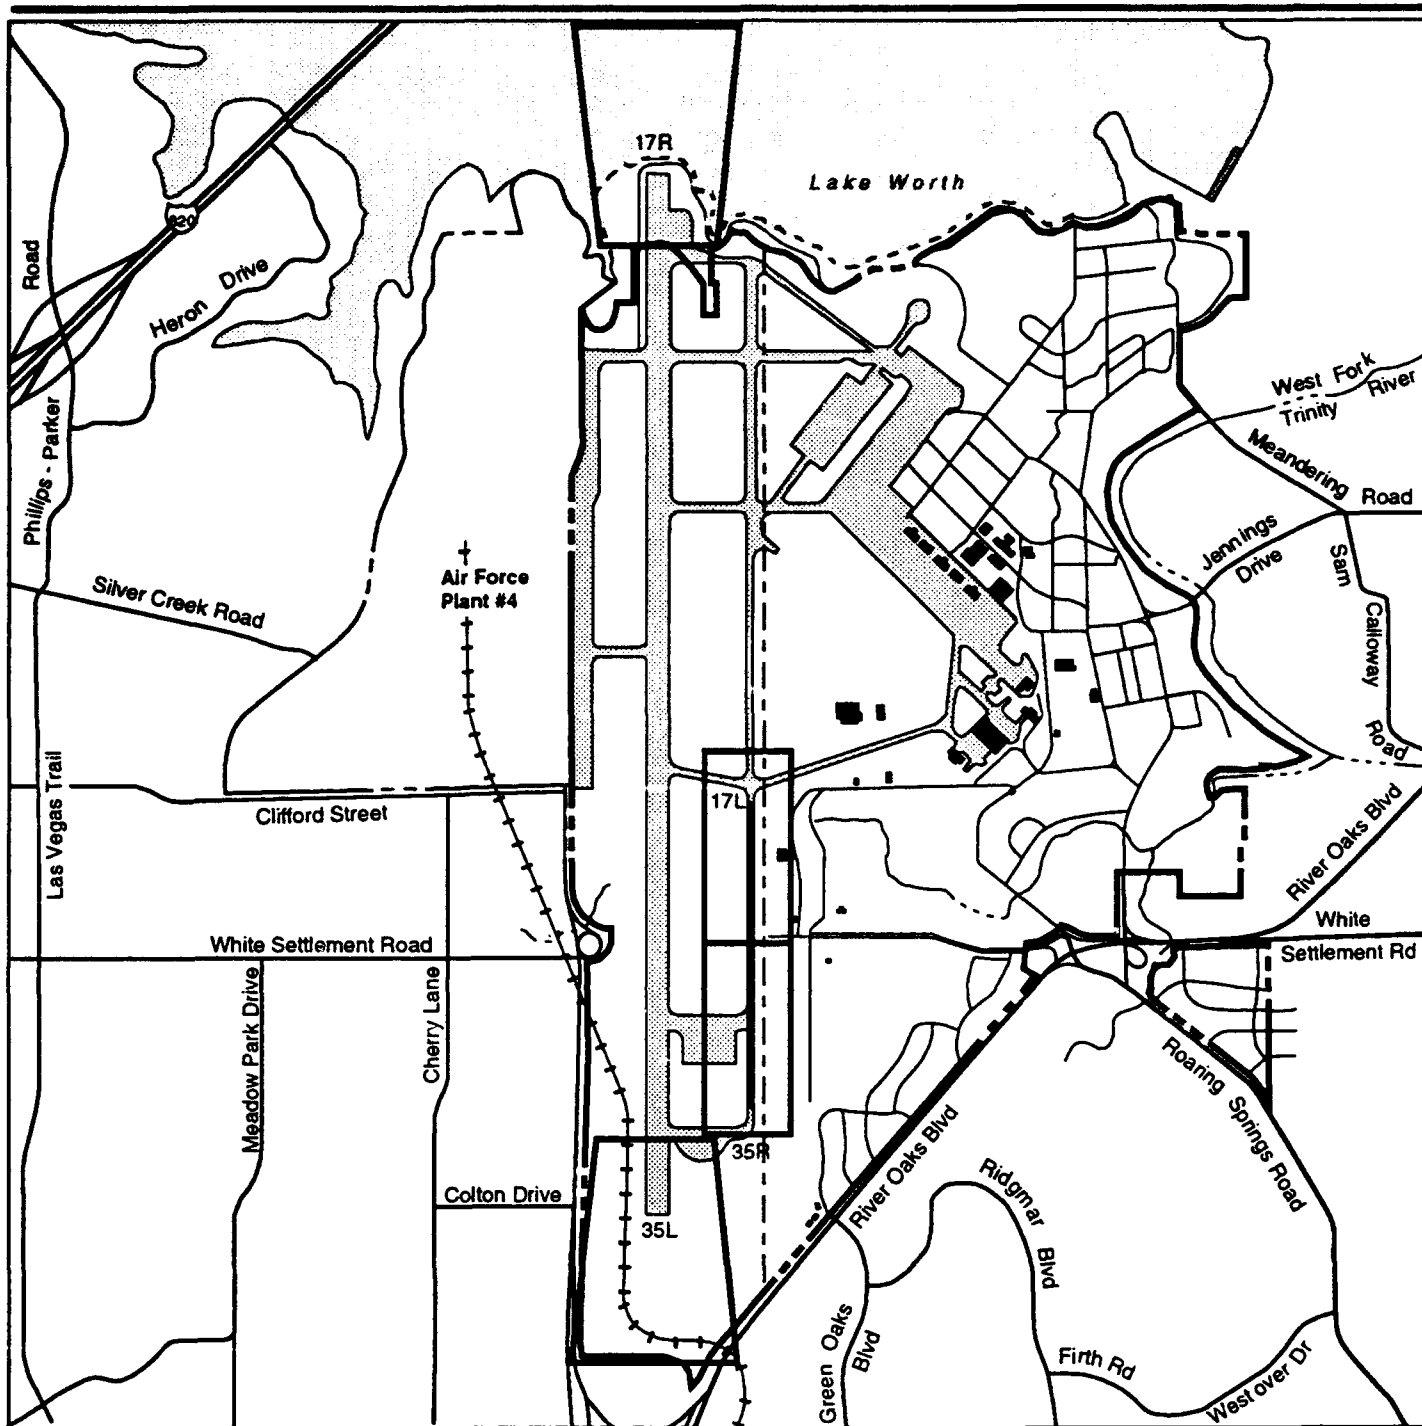 17R
Lake Worth
820
Road
Heron Drive
West Fork
Trinity River
Phillips - Parker
Meandering Road
Jennings
Drive
Sam
Calloway
Road
Air Force
Plant #4
Silver Creek Road
Las Vegas Trail
Clifford Street
17L
River Oaks Blvd
White
Settlement Rd
White Settlement Road
Meadow Park Drive
Cherry Lane
Roaring Springs Road
River Oaks Blvd
35R
Colton Drive
35L
Ridgmar Blvd
Green Oaks
Blvd
Firth Rd
Westover Dr